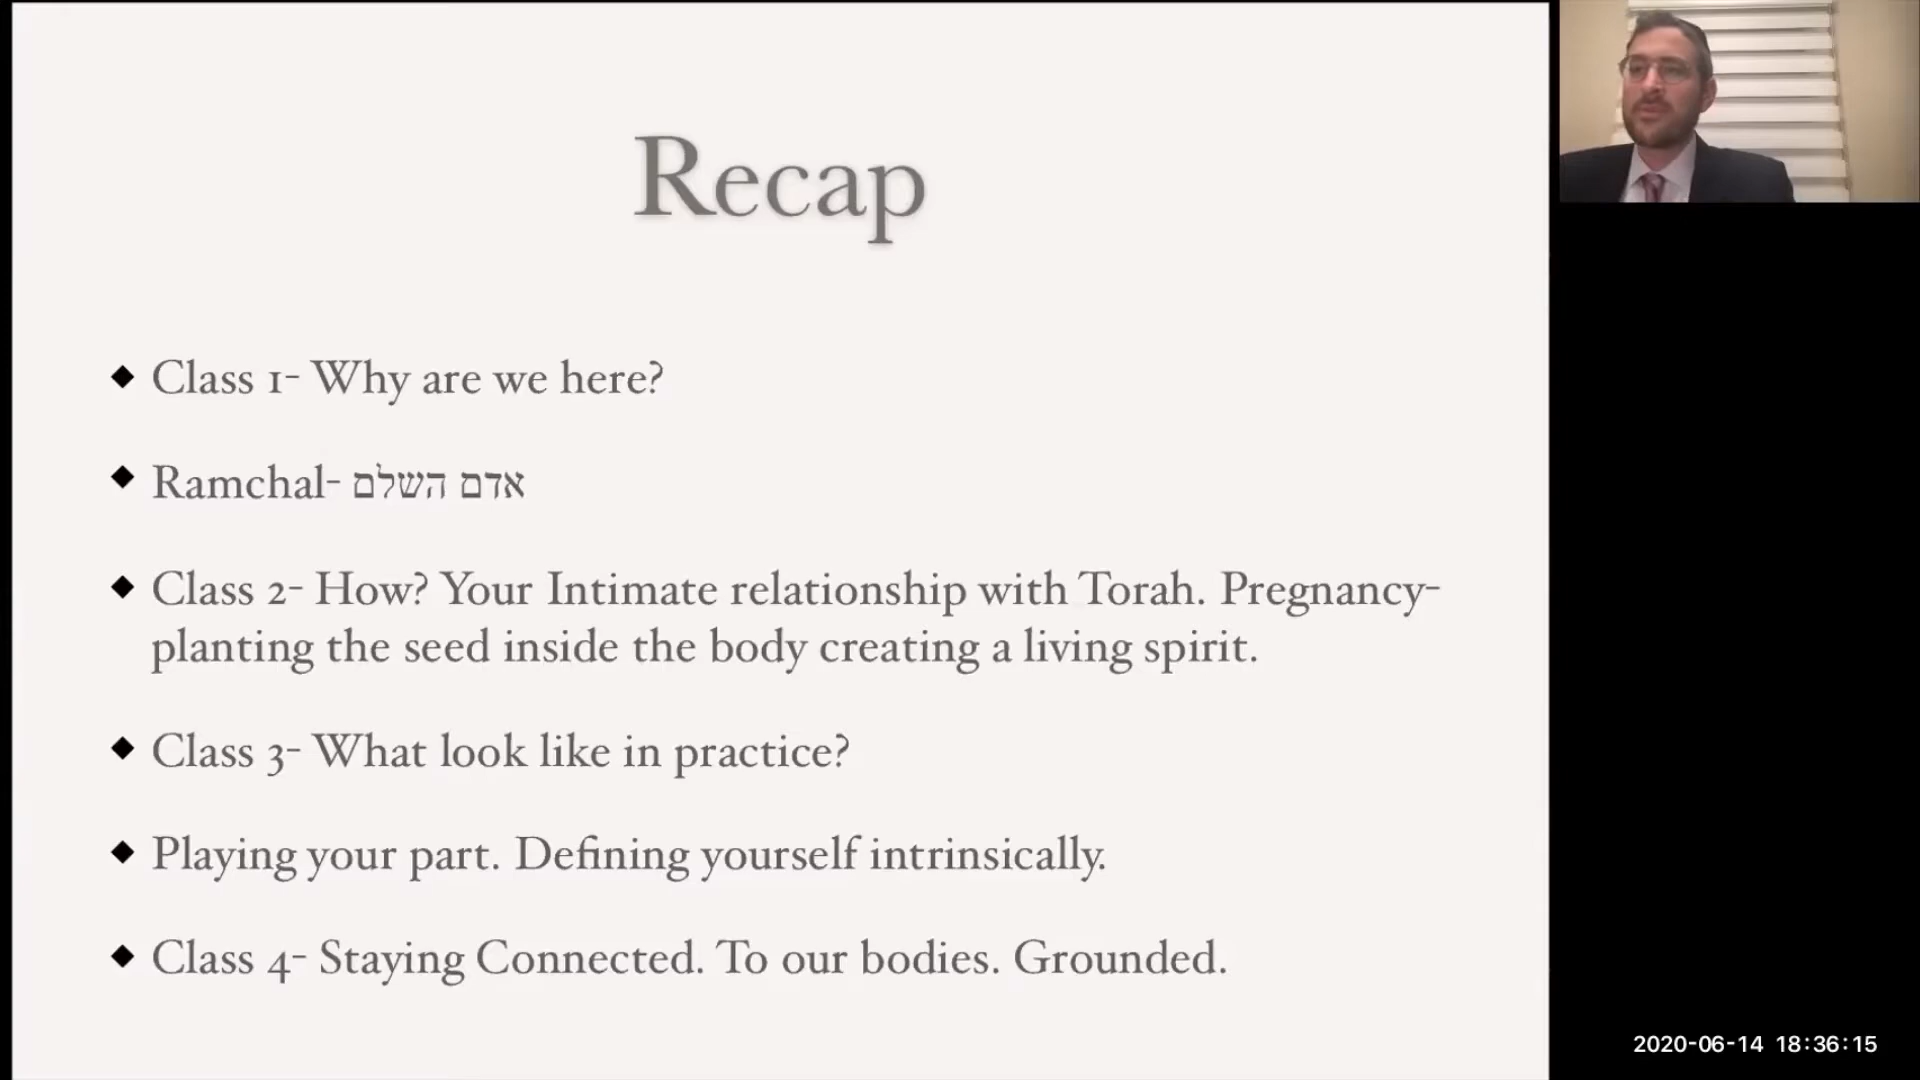 Recap
Class 1- Why are we here?
Ramchal- אדם השלם
Class 2- How? Your Intimate relationship with Torah. Pregnancy-
planting the seed inside the body creating a living spirit.
Class 3- What look like in practice?
Playing your part. Defining yourself intrinsically.
Class 4- Staying Connected. To our bodies. Grounded.
2020-06-14 18:36:15